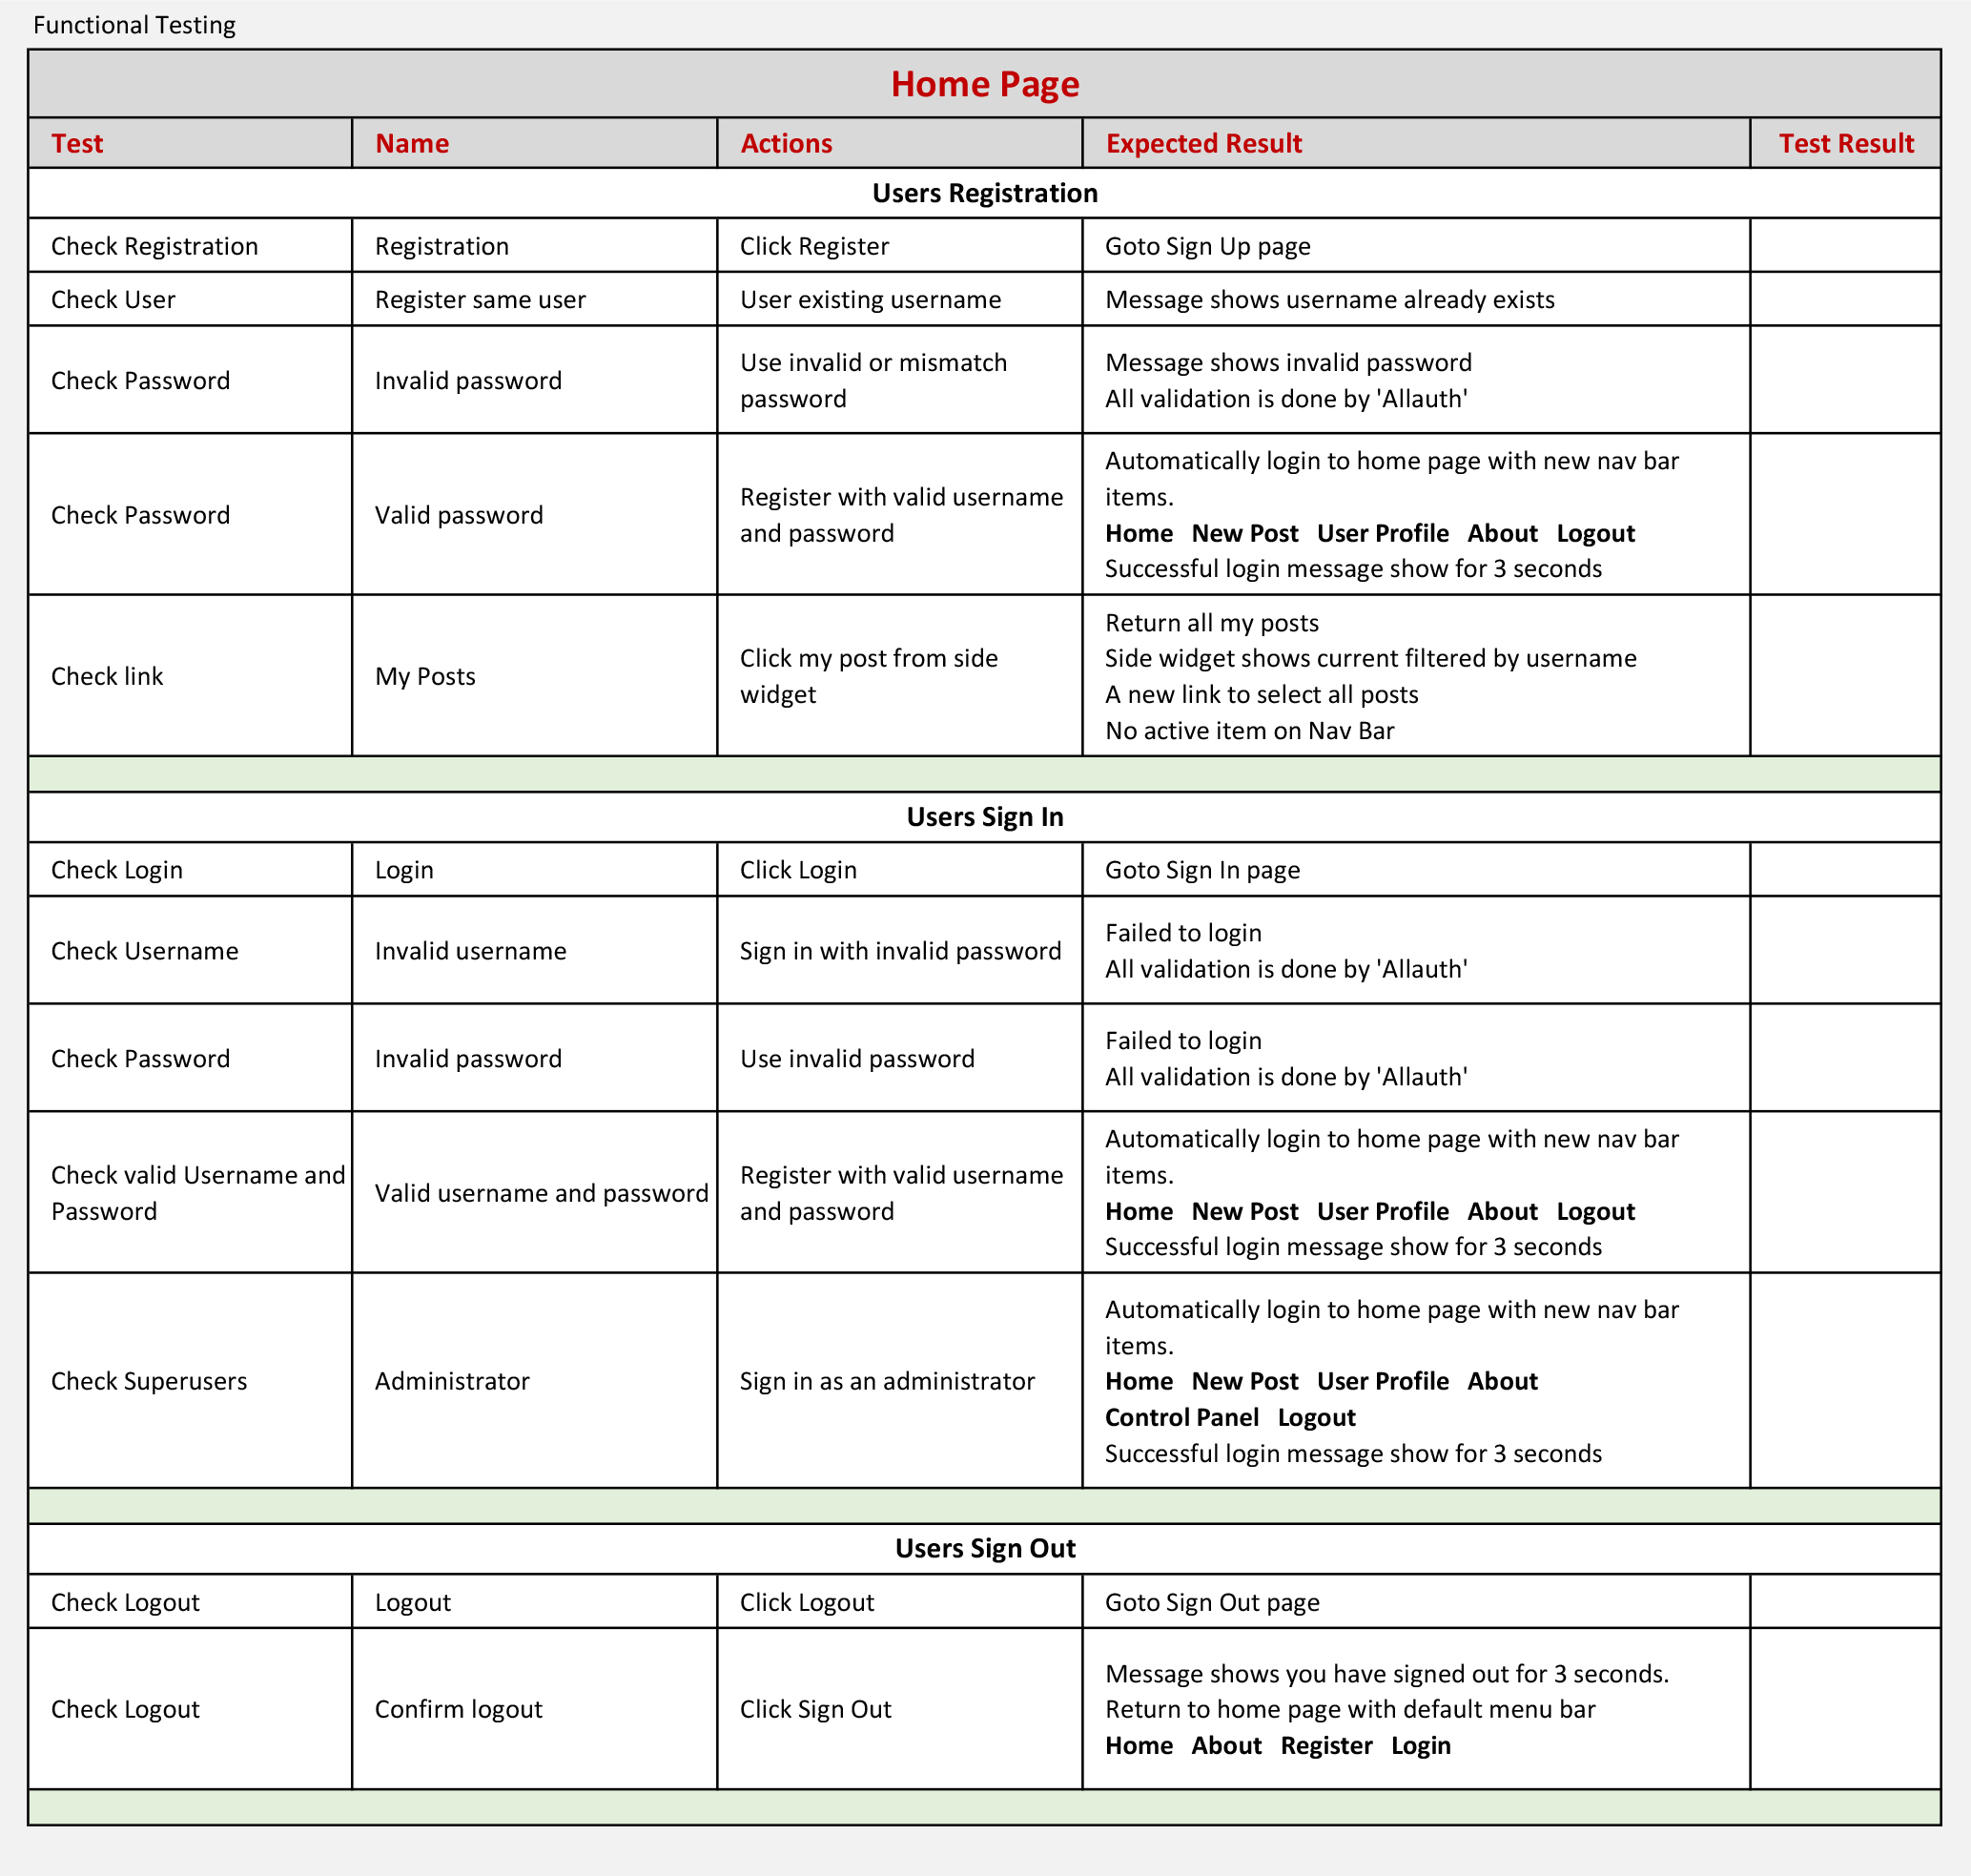 Functional Testing
Home Page
Test Name Actions Expected Result Test Result
Users Registration
Check Registration Registration Click Register Goto Sign Up page
Check User Register same user User existing username Message shows username already exists
Check Password Invalid password Use invalid or mismatch
password
Message shows invalid password
All validation is done by 'Allauth'
Check Password Valid password Register with valid username
and password
Automatically login to home page with new nav bar
items.
Home New Post User Profile About Logout
Successful login message show for 3 seconds
Check link My Posts Click my post from side
widget
Return all my posts
Side widget shows current filtered by username
A new link to select all posts
No active item on Nav Bar
Users Sign In
Check Login Login Click Login Goto Sign In page
Check Username Invalid username Sign in with invalid password
Failed to login
All validation is done by 'Allauth'
Check Password Invalid password Use invalid password
Failed to login
All validation is done by 'Allauth'
Check valid Username and
Password
Valid username and password
Register with valid username
and password
Automatically login to home page with new nav bar
items.
Home New Post User Profile About Logout
Successful login message show for 3 seconds
Check Superusers Administrator Sign in as an administrator
Automatically login to home page with new nav bar
items.
Home New Post User Profile About
Control Panel Logout
Successful login message show for 3 seconds
Users Sign Out
Check Logout Logout Click Logout Goto Sign Out page
Check Logout Confirm logout Click Sign Out
Message shows you have signed out for 3 seconds.
Return to home page with default menu bar
Home About Register Login